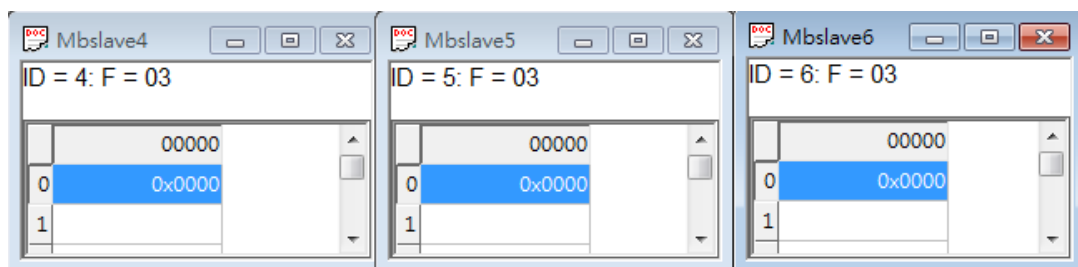 Mbslave4
ID = 4: F = 03
00000
0 0x0000
1
Mbslave5
ID = 5: F = 03
00000
0 0x0000
1
Mbslave6
ID = 6: F = 03
00000
0 0x0000
1